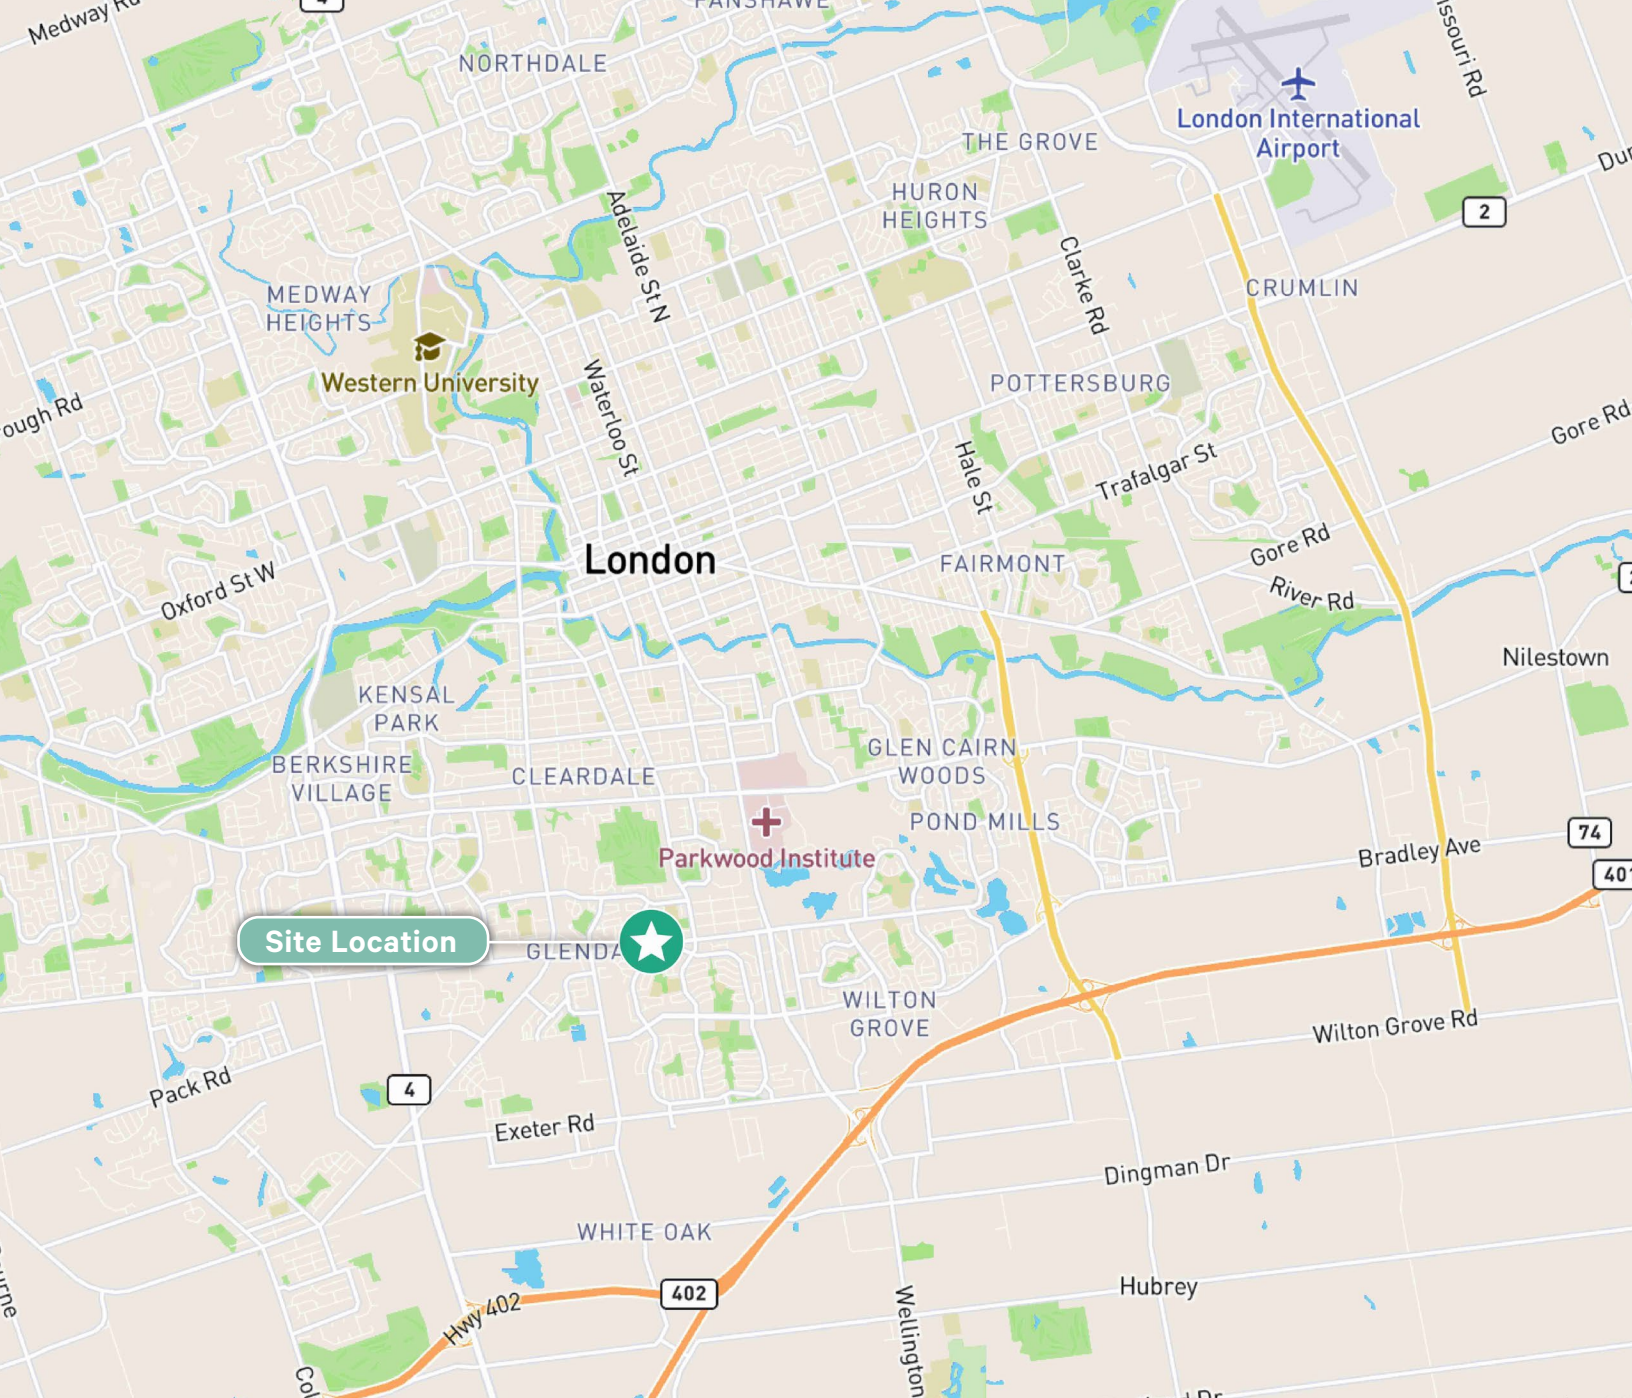 Medway Rd
4
FANSHAWE
NORTHDALE
London International
Airport
THE GROVE
HURON
HEIGHTS
2
Adelaide St N
Clarke Rd
CRUMLIN
MEDWAY
HEIGHTS
Western University
Waterloo St
POTTERSBURG
Gore Rd
Hale St
Trafalgar St
London
FAIRMONT
Gore Rd
River Rd
Oxford St W
Nilestown
KENSAL
PARK
GLEN CAIRN
WOODS
BERKSHIRE
VILLAGE
CLEARDALE
POND MILLS
Parkwood Institute
74
Bradley Ave
401
Site Location
GLENDA
WILTON
GROVE
Wilton Grove Rd
Pack Rd
4
Exeter Rd
Dingman Dr
WHITE OAK
Hubrey
402
Hwy 402
Wellington